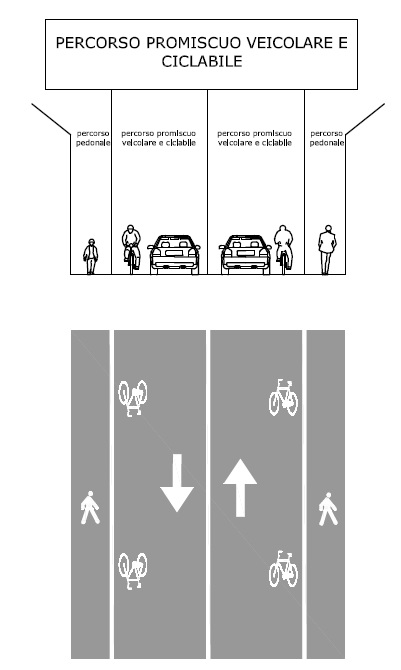 PERCORSO PROMISCUO VEICOLARE E
CICLABILE
percorso
pedonale
percorso promiscuo
veicolare e ciclabile
percorso promiscuo
veicolare e ciclabile
percorso
pedonale